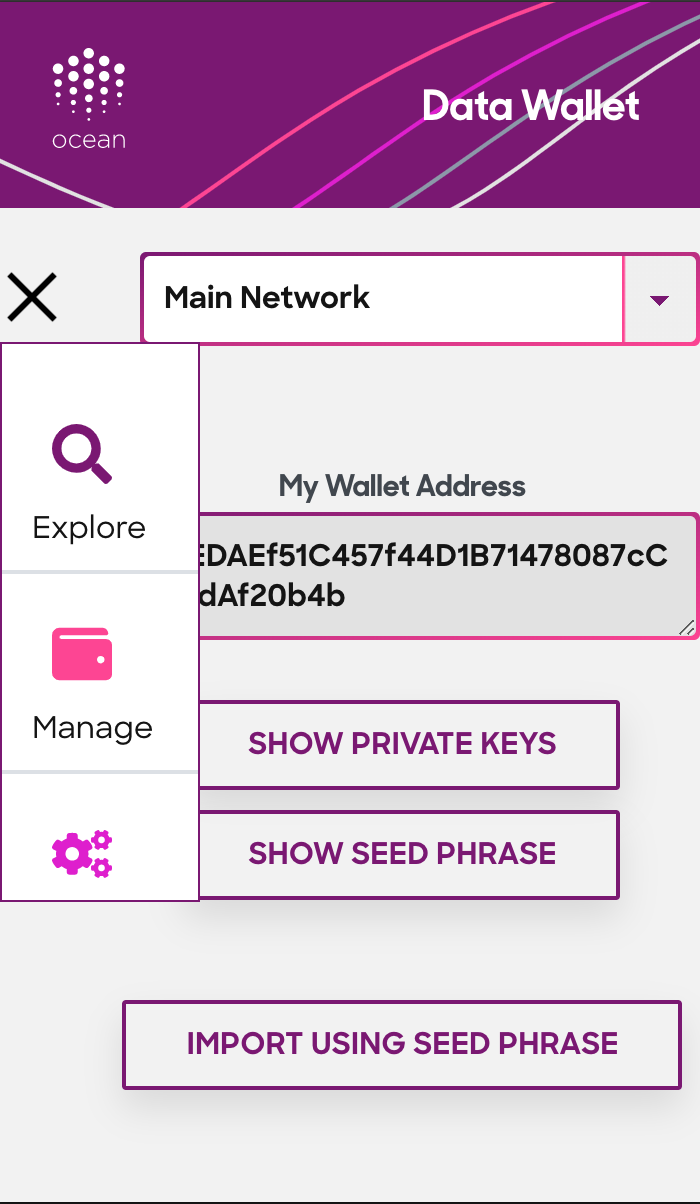 ocean
Data Wallet
Main Network
My Wallet Address
EDAEf51C457f44D1B71478087cC
dAf20b4b
Explore
Manage
SHOW PRIVATE KEYS
SHOW SEED PHRASE
IMPORT USING SEED PHRASE